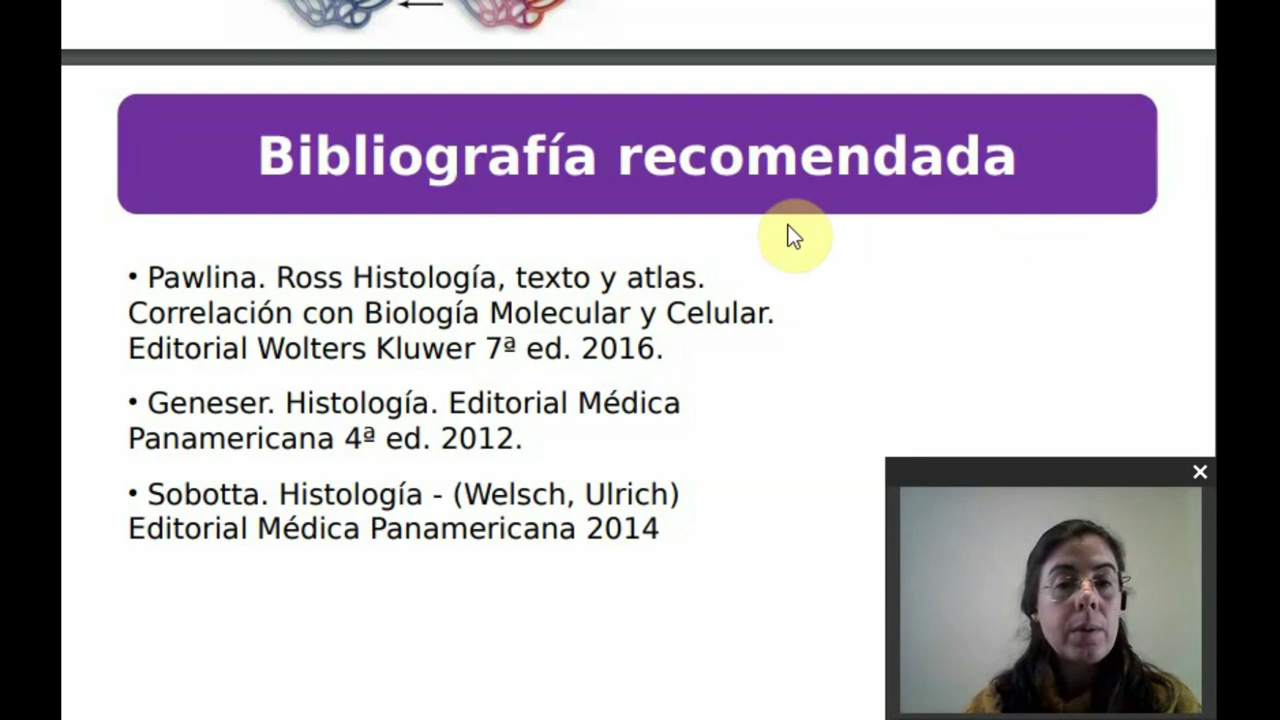 Bibliografía recomendada
• Pawlina. Ross Histología, texto y atlas.
Correlación con Biología Molecular y Celular.
Editorial Wolters Kluwer 7ª ed. 2016.
• Geneser. Histología. Editorial Médica
Panamericana 4ª ed. 2012.
• Sobotta. Histología - (Welsch, Ulrich)
Editorial Médica Panamericana 2014